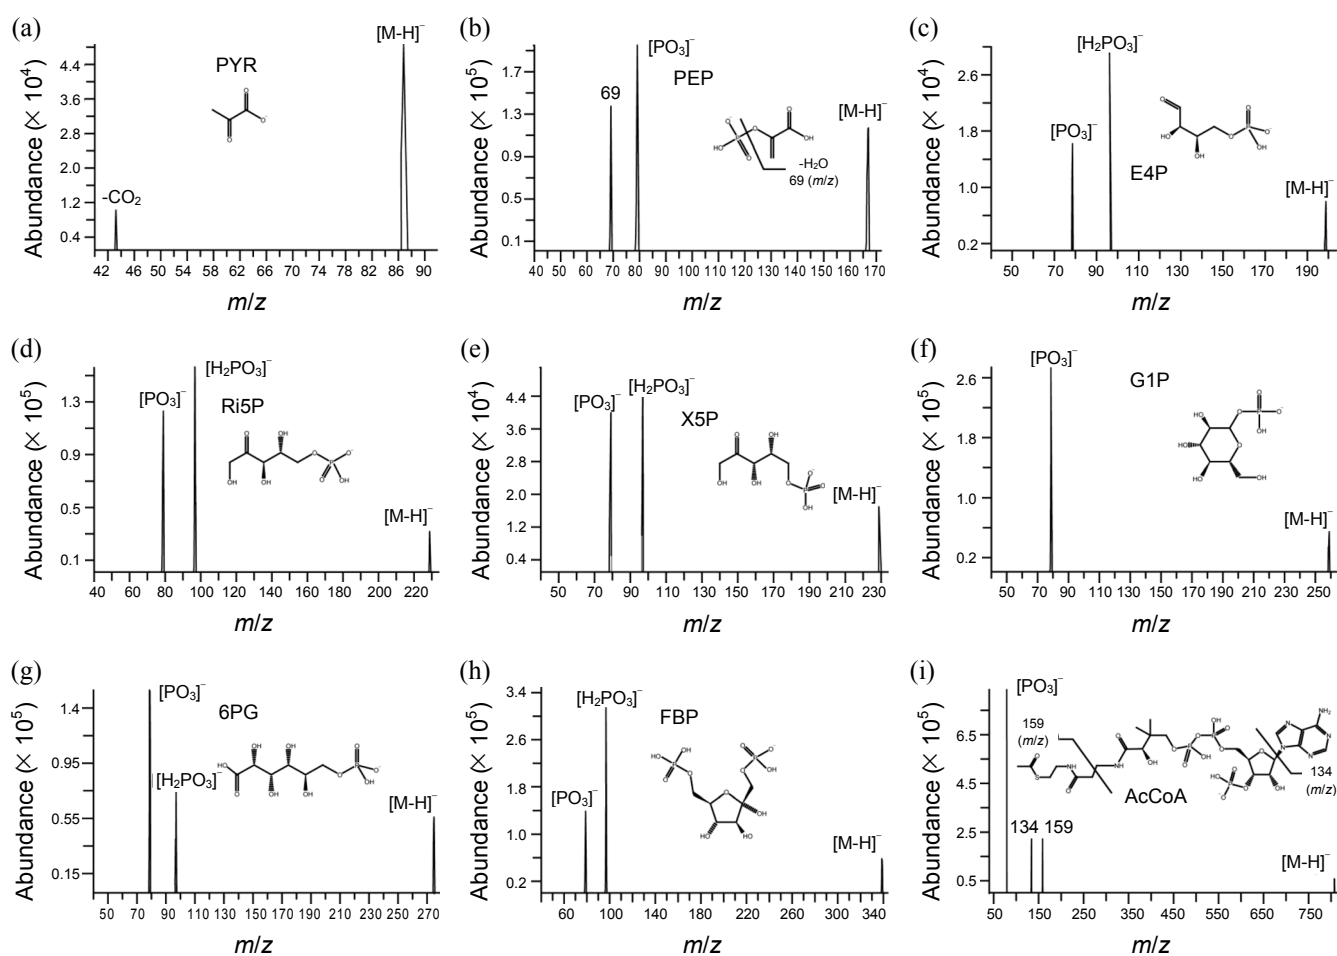 (a)
[M-H]⁻
PYR
-CO₂
Abundance (× 10⁴)
4.4
3.6
2.8
2.0
1.2
0.4
42 46 50 54 58 62 66 70 74 78 82 86 90
m/z
(b)
[PO₃]⁻
PEP
69
[M-H]⁻
-H₂O
69 (m/z)
Abundance (× 10⁵)
1.7
1.3
0.9
0.5
0.1
40 50 60 70 80 90 100 110 120 130 140 150 160 170
m/z
(c)
[H₂PO₃]⁻
[PO₃]⁻
E4P
[M-H]⁻
Abundance (× 10⁴)
2.6
1.8
1.0
0.2
50 70 90 110 130 150 170 190
m/z
(d)
[H₂PO₃]⁻
[PO₃]⁻
Ri5P
[M-H]⁻
Abundance (× 10⁵)
1.3
0.9
0.5
0.1
40 60 80 100 120 140 160 180 200 220
m/z
(e)
[H₂PO₃]⁻
[PO₃]⁻
X5P
[M-H]⁻
Abundance (× 10⁴)
4.4
3.6
2.8
2.0
1.2
0.4
50 70 90 110 130 150 170 190 210 230
m/z
(f)
[PO₃]⁻
G1P
[M-H]⁻
Abundance (× 10⁵)
2.6
1.8
1.0
0.2
50 70 90 110 130 150 170 190 210 230 250
m/z
(g)
[PO₃]⁻
6PG
[H₂PO₃]⁻
[M-H]⁻
Abundance (× 10⁵)
1.4
0.95
0.55
0.15
50 70 90 110 130 150 170 190 210 230 250 270
m/z
(h)
[H₂PO₃]⁻
FBP
[PO₃]⁻
[M-H]⁻
Abundance (× 10⁵)
3.4
2.6
1.8
1.0
0.2
60 100 140 180 220 260 300 340
m/z
(i)
[PO₃]⁻
159
(m/z)
134
(m/z)
AcCoA
134 159
[M-H]⁻
Abundance (× 10⁵)
6.5
4.5
2.5
0.5
50 150 250 350 450 550 650 750
m/z